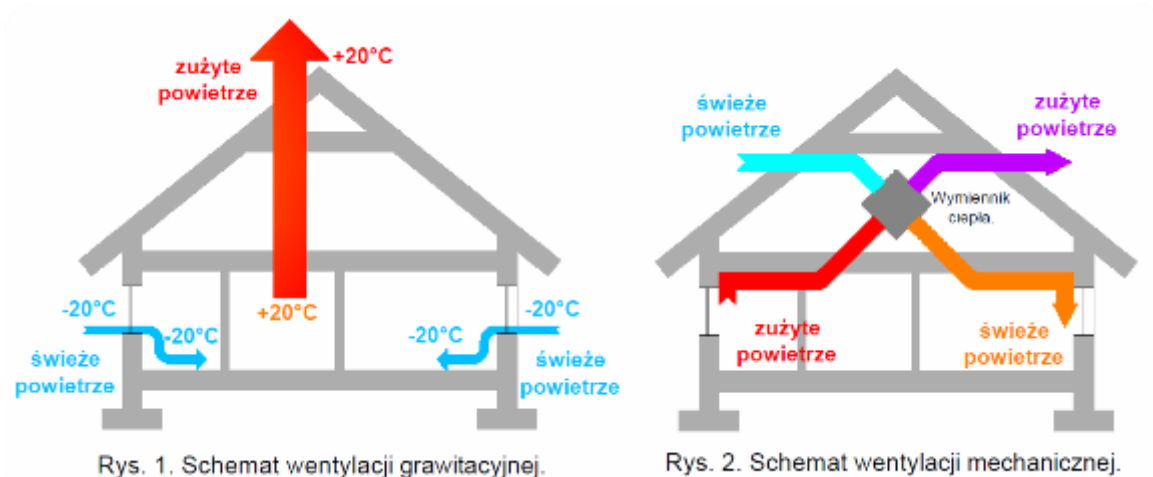 zużyte
powietrze
+20°C
+20°C
-20°C
-20°C
świeże
powietrze
-20°C
-20°C
świeże
powietrze
Rys. 1. Schemat wentylacji grawitacyjnej.
świeże
powietrze
zużyte
powietrze
Wymiennik
ciepła.
zużyte
powietrze
świeże
powietrze
Rys. 2. Schemat wentylacji mechanicznej.